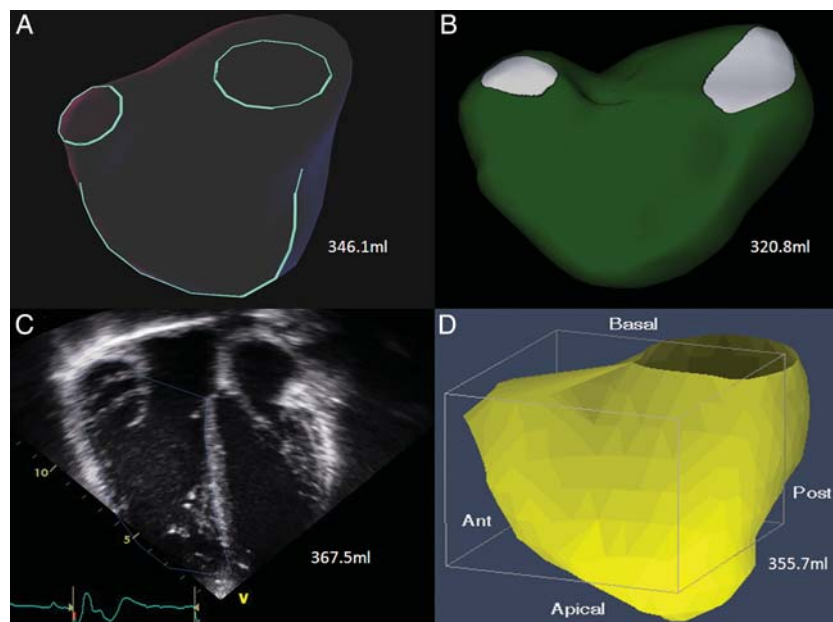 A
346.1ml
B
320.8ml
C
10
5
V
367.5ml
D
Basal
Post
Ant
355.7ml
Apical